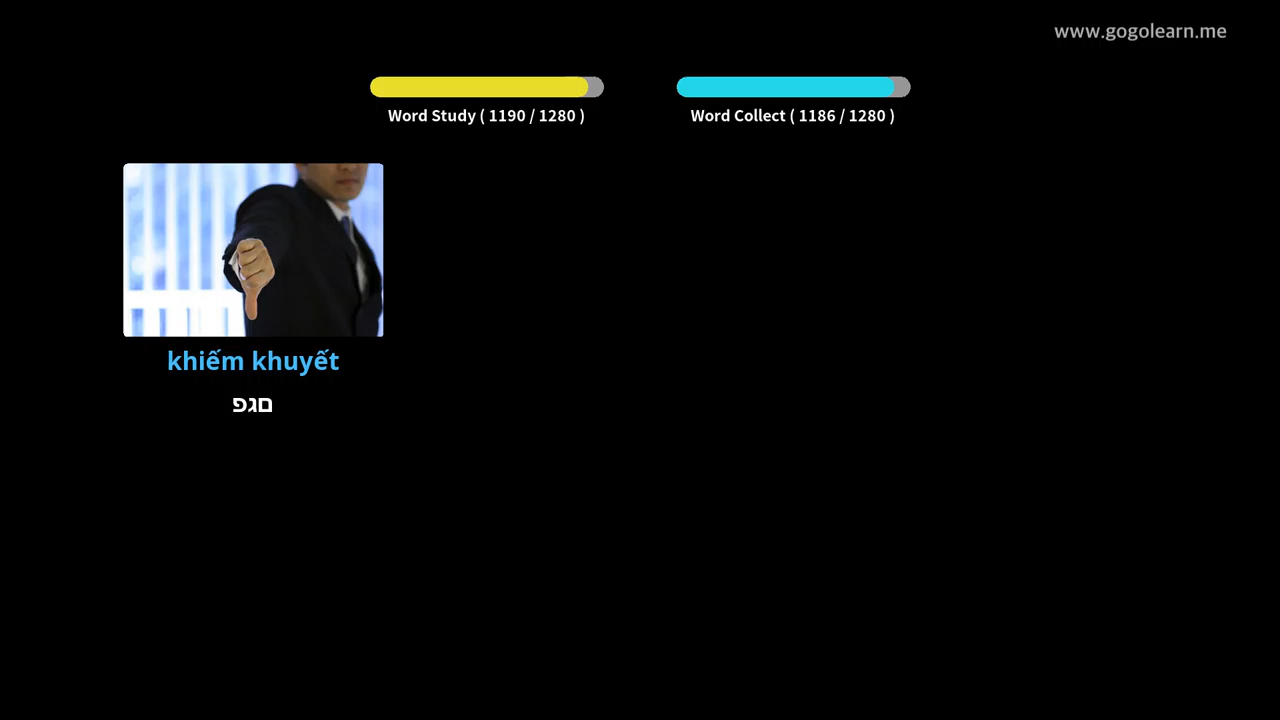 www.gogolearn.me
Word Study ( 1190 / 1280 )
Word Collect ( 1186 / 1280 )
khiếm khuyết
פגם